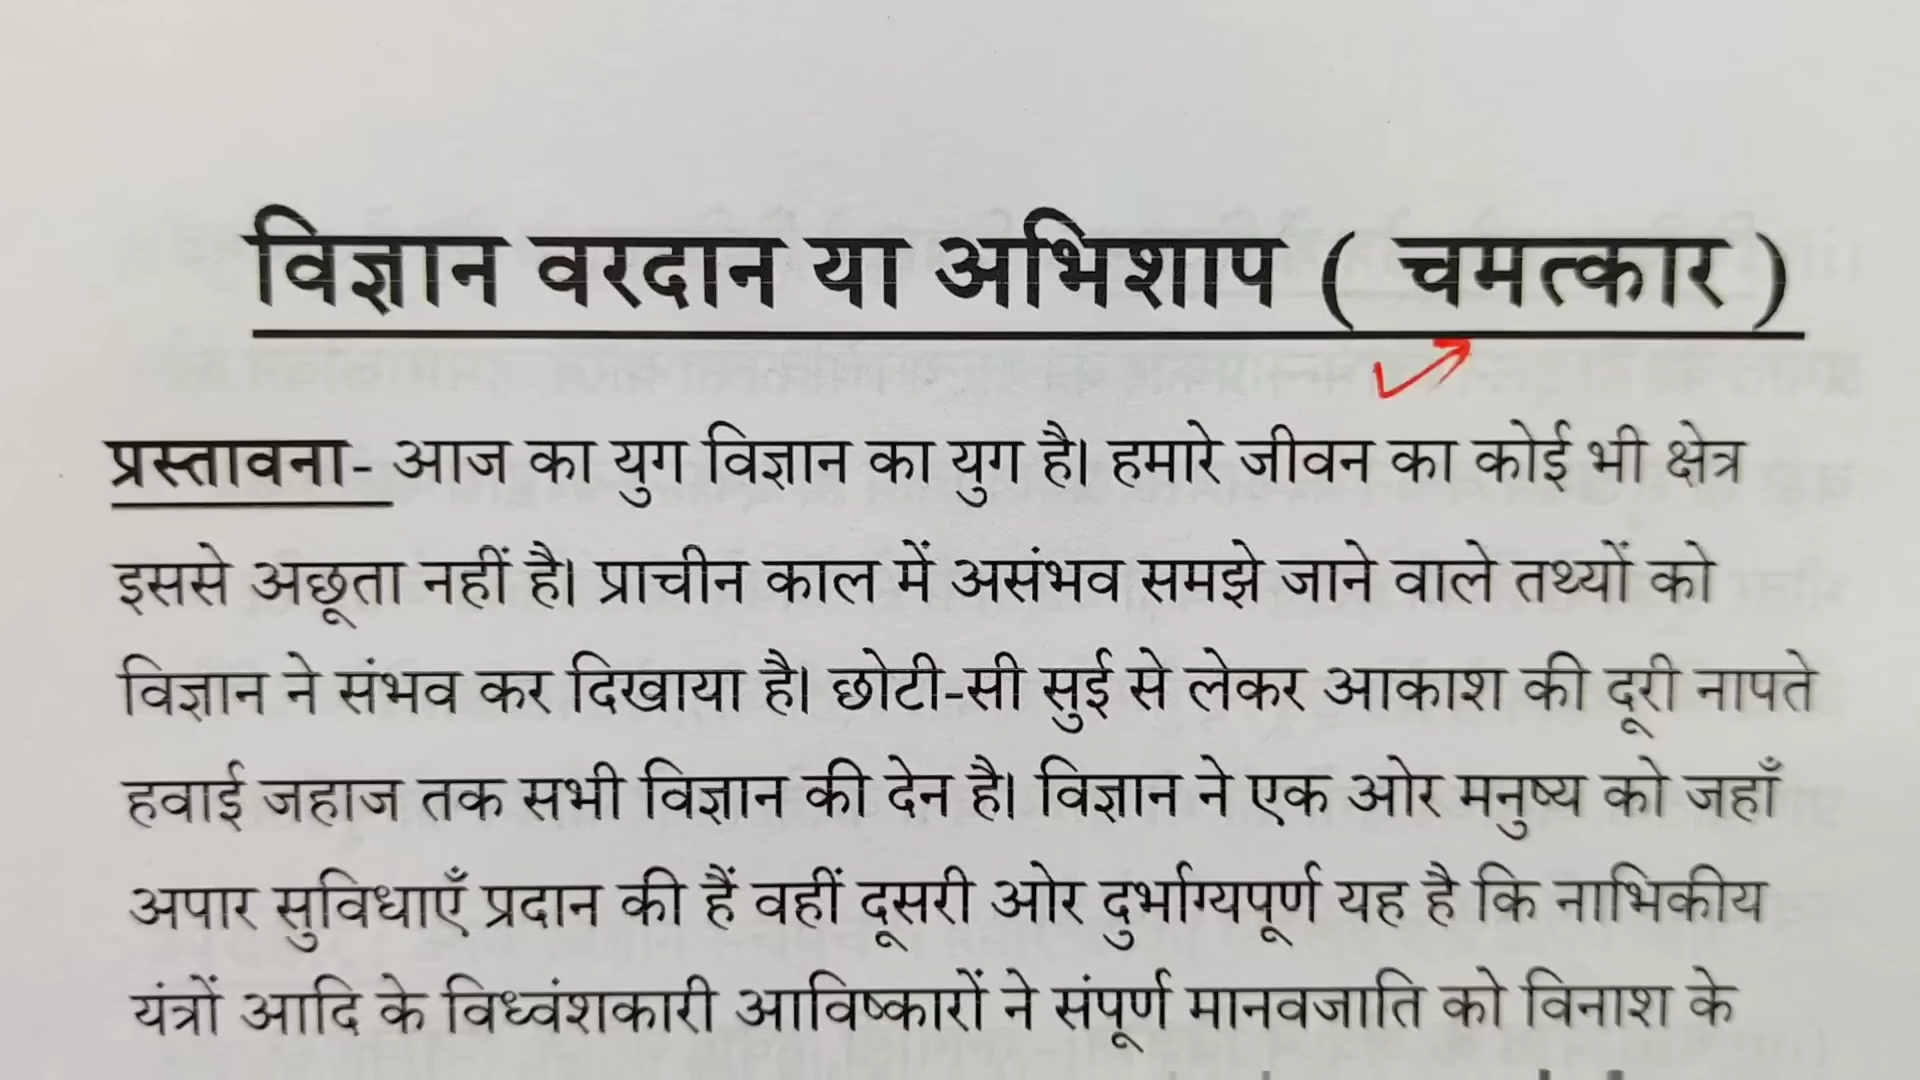 विज्ञान वरदान या अभिशाप ( चमत्कार )
प्रस्तावना- आज का युग विज्ञान का युग है। हमारे जीवन का कोई भी क्षेत्र
इससे अछूता नहीं है। प्राचीन काल में असंभव समझे जाने वाले तथ्यों को
विज्ञान ने संभव कर दिखाया है। छोटी-सी सुई से लेकर आकाश की दूरी नापते
हवाई जहाज तक सभी विज्ञान की देन है। विज्ञान ने एक ओर मनुष्य को जहाँ
अपार सुविधाएँ प्रदान की हैं वहीं दूसरी ओर दुर्भाग्यपूर्ण यह है कि नाभिकीय
यंत्रों आदि के विध्वंशकारी आविष्कारों ने संपूर्ण मानवजाति को विनाश के